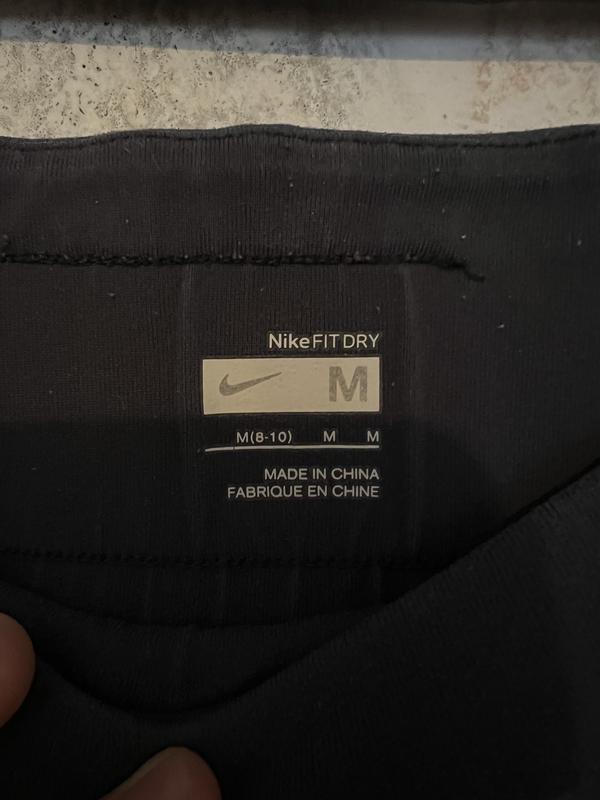 NikeFIT DRY
M
M(8-10) M M
MADE IN CHINA
FABRIQUE EN CHINE